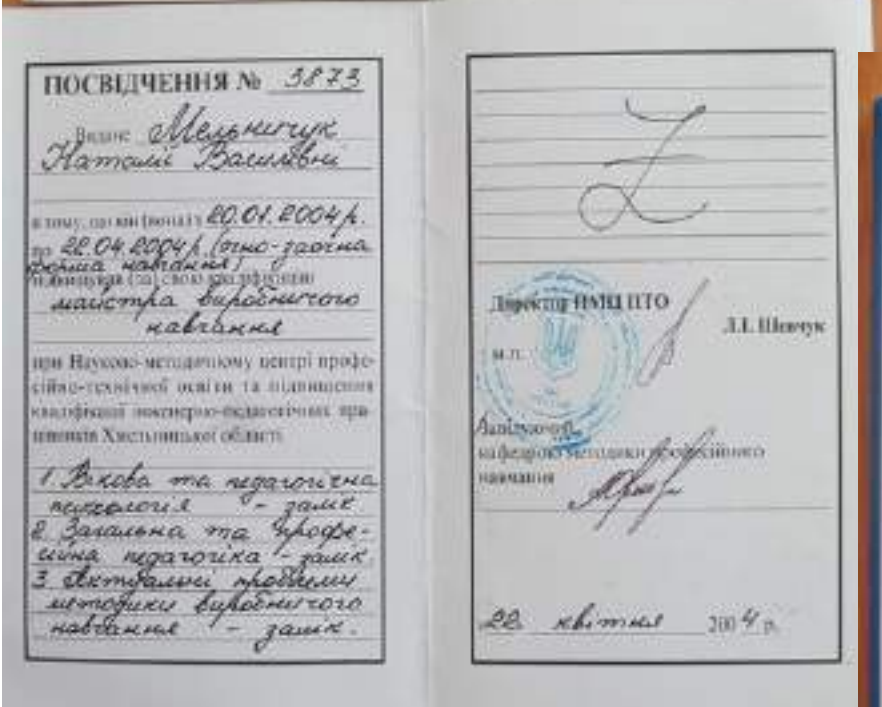 ПОСВІДЧЕННЯ № 3873
Видане Мельничук
Наталії Василівні
в тому, що він (вона) з 20.01.2004р.
по 22.04.2004р. (очно-заочна
форма навчання)
підвищував (ла) свою кваліфікацію
майстра виробничого
навчання
при Науково-методичному центрі профе-
сійно-технічної освіти та підвищення
кваліфікації інженерно-педагогічних пра-
цівників Хмельницької області
1. Вікова та педагогічна
психологія - залік
2. Загальна та профе-
сійна педагогіка - залік.
3. Актуальні проблеми
методики виробничого
навчання - залік.
Директор НМЦ ПТО
Л.І. Шевчук
м.п.
Завідуючий
кафедрою методики професійного
навчання
22 квітня 2004 р.